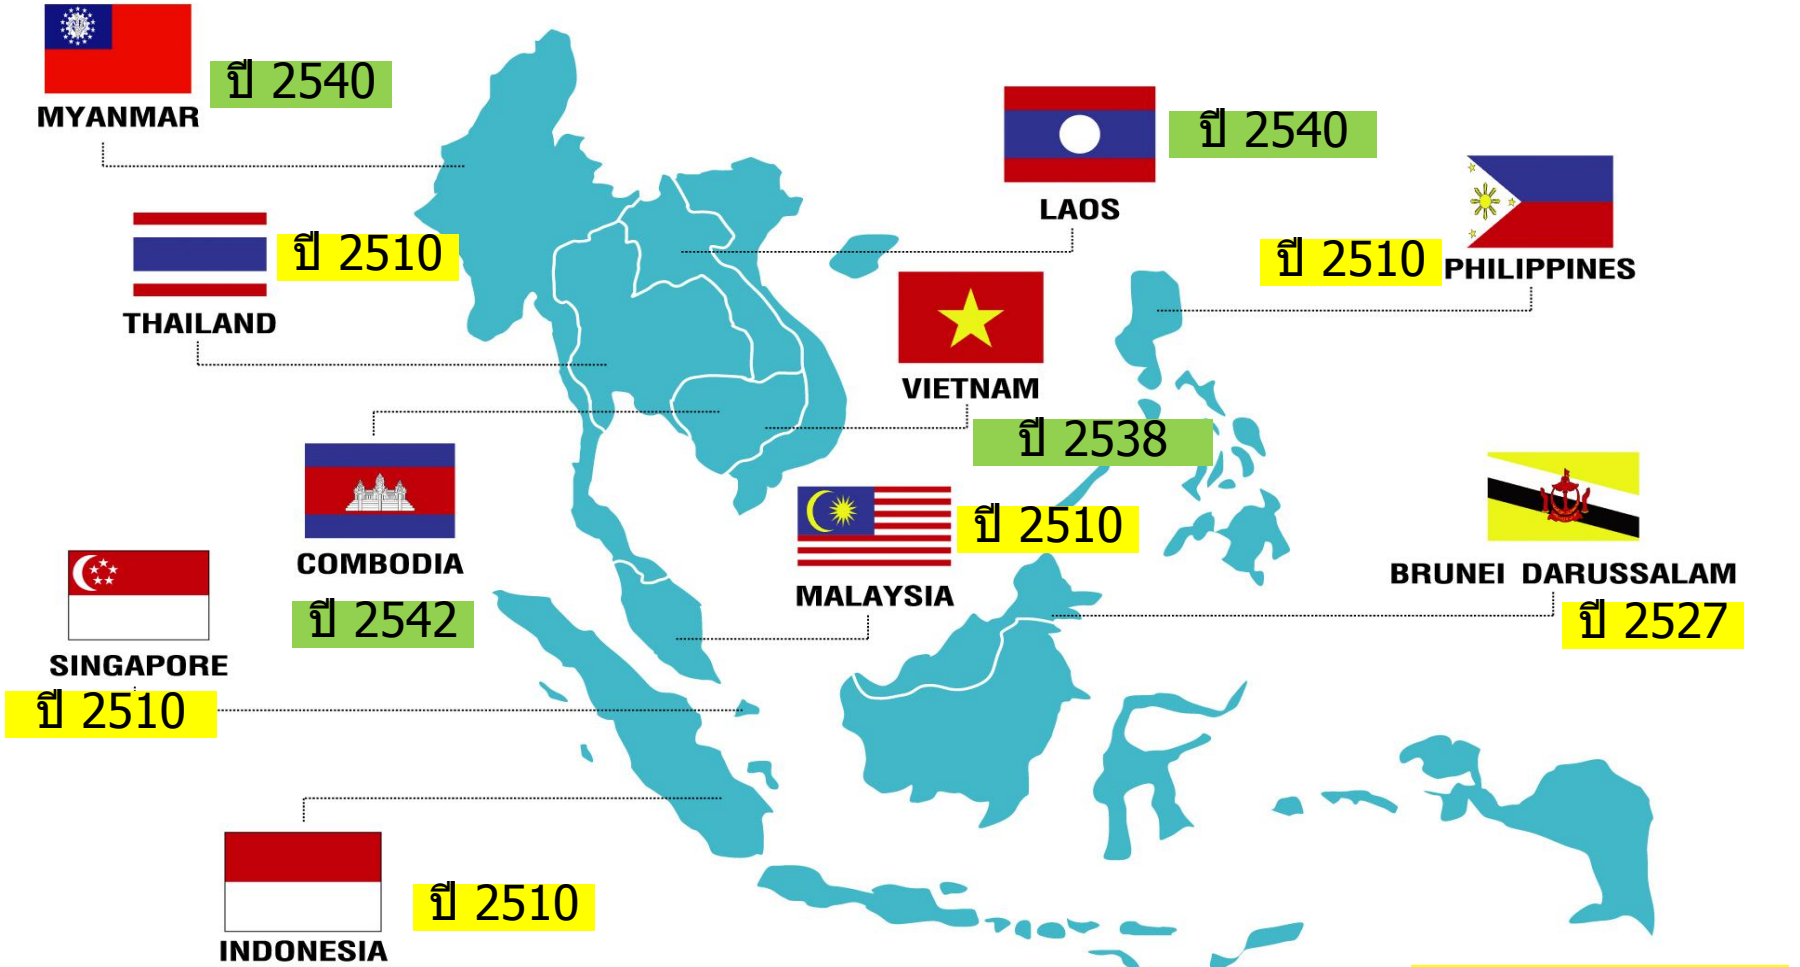 MYANMAR
ปี 2540
LAOS
ปี 2540
THAILAND
ปี 2510
PHILIPPINES
ปี 2510
VIETNAM
ปี 2538
COMBODIA
ปี 2542
MALAYSIA
ปี 2510
BRUNEI DARUSSALAM
ปี 2527
SINGAPORE
ปี 2510
INDONESIA
ปี 2510